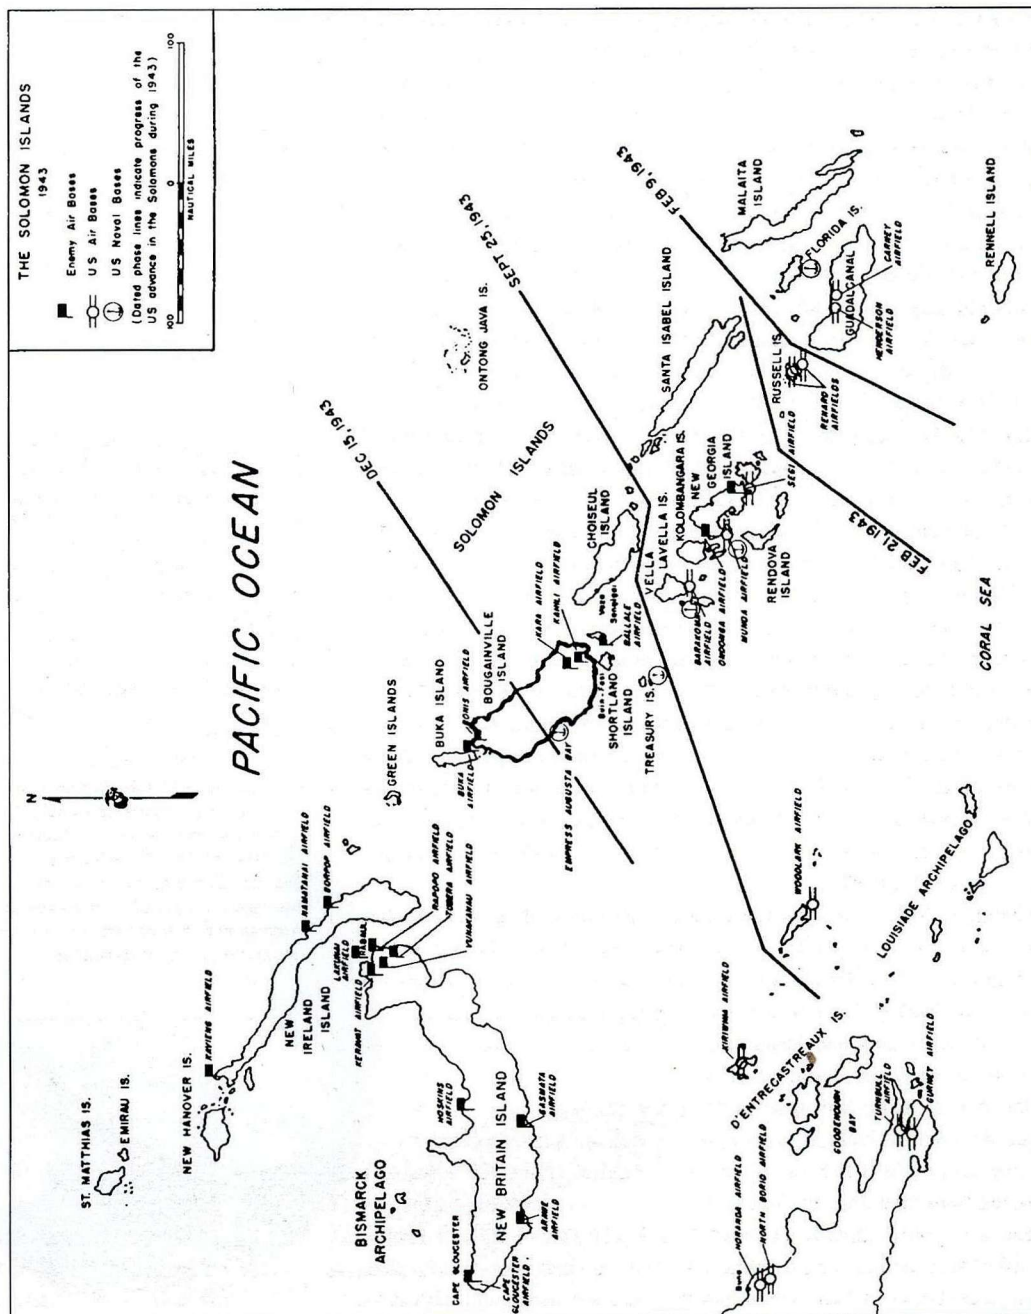 THE SOLOMON ISLANDS
1943
Enemy Air Bases
US Air Bases
US Naval Bases
(Dated phase lines indicate progress of the
US advance in the Solomons during 1943)
100
0
100
NAUTICAL MILES
N
PACIFIC OCEAN
ST. MATTHIAS IS.
EMIRAU IS.
NEW HANOVER IS.
KAVIENG AIRFIELD
NEW
IRELAND
ISLAND
NAMATANAI AIRFIELD
BORPOP AIRFIELD
LAKUNAI
AIRFIELD
RABAUL
KERAVAT AIRFIELD
RAPOPO AIRFIELD
TOBERA AIRFIELD
VUNAKANAU AIRFIELD
BISMARCK
ARCHIPELAGO
HOSKINS
AIRFIELD
CAPE GLOUCESTER
CAPE
GLOUCESTER
AIRFIELD
NEW BRITAIN ISLAND
ARAWE
AIRFIELD
GASMATA
AIRFIELD
GREEN ISLANDS
BUKA ISLAND
BUKA
AIRFIELD
BONIS AIRFIELD
BOUGAINVILLE
ISLAND
EMPRESS AUGUSTA BAY
KARA AIRFIELD
KAHILI AIRFIELD
BALLALE
AIRFIELD
SHORTLAND
ISLAND
TREASURY IS.
CHOISEUL
ISLAND
SOLOMON ISLANDS
ONTONG JAVA IS.
DEC 15, 1943
SEPT 25, 1943
FEB 9, 1943
FEB 21, 1943
SANTA ISABEL ISLAND
MALAITA
ISLAND
FLORIDA IS.
GUADALCANAL
CARNEY
AIRFIELD
HENDERSON
AIRFIELD
RUSSELL IS.
RENARD
AIRFIELDS
RENNELL ISLAND
VELLA
LAVELLA IS.
KOLOMBANGARA IS.
NEW
GEORGIA
ISLAND
SEGI AIRFIELD
BARAKOMA
AIRFIELD
ONDONGA AIRFIELD
MUNDA AIRFIELD
RENDOVA
ISLAND
CORAL SEA
WOODLARK AIRFIELD
LOUISIADE ARCHIPELAGO
KIRIWINA AIRFIELD
D'ENTRECASTREAUX IS.
GOODENOUGH
BAY
TURNBULL
AIRFIELD
GURNEY AIRFIELD
Buna
HORANDA AIRFIELD
NORTH BORIO AIRFIELD